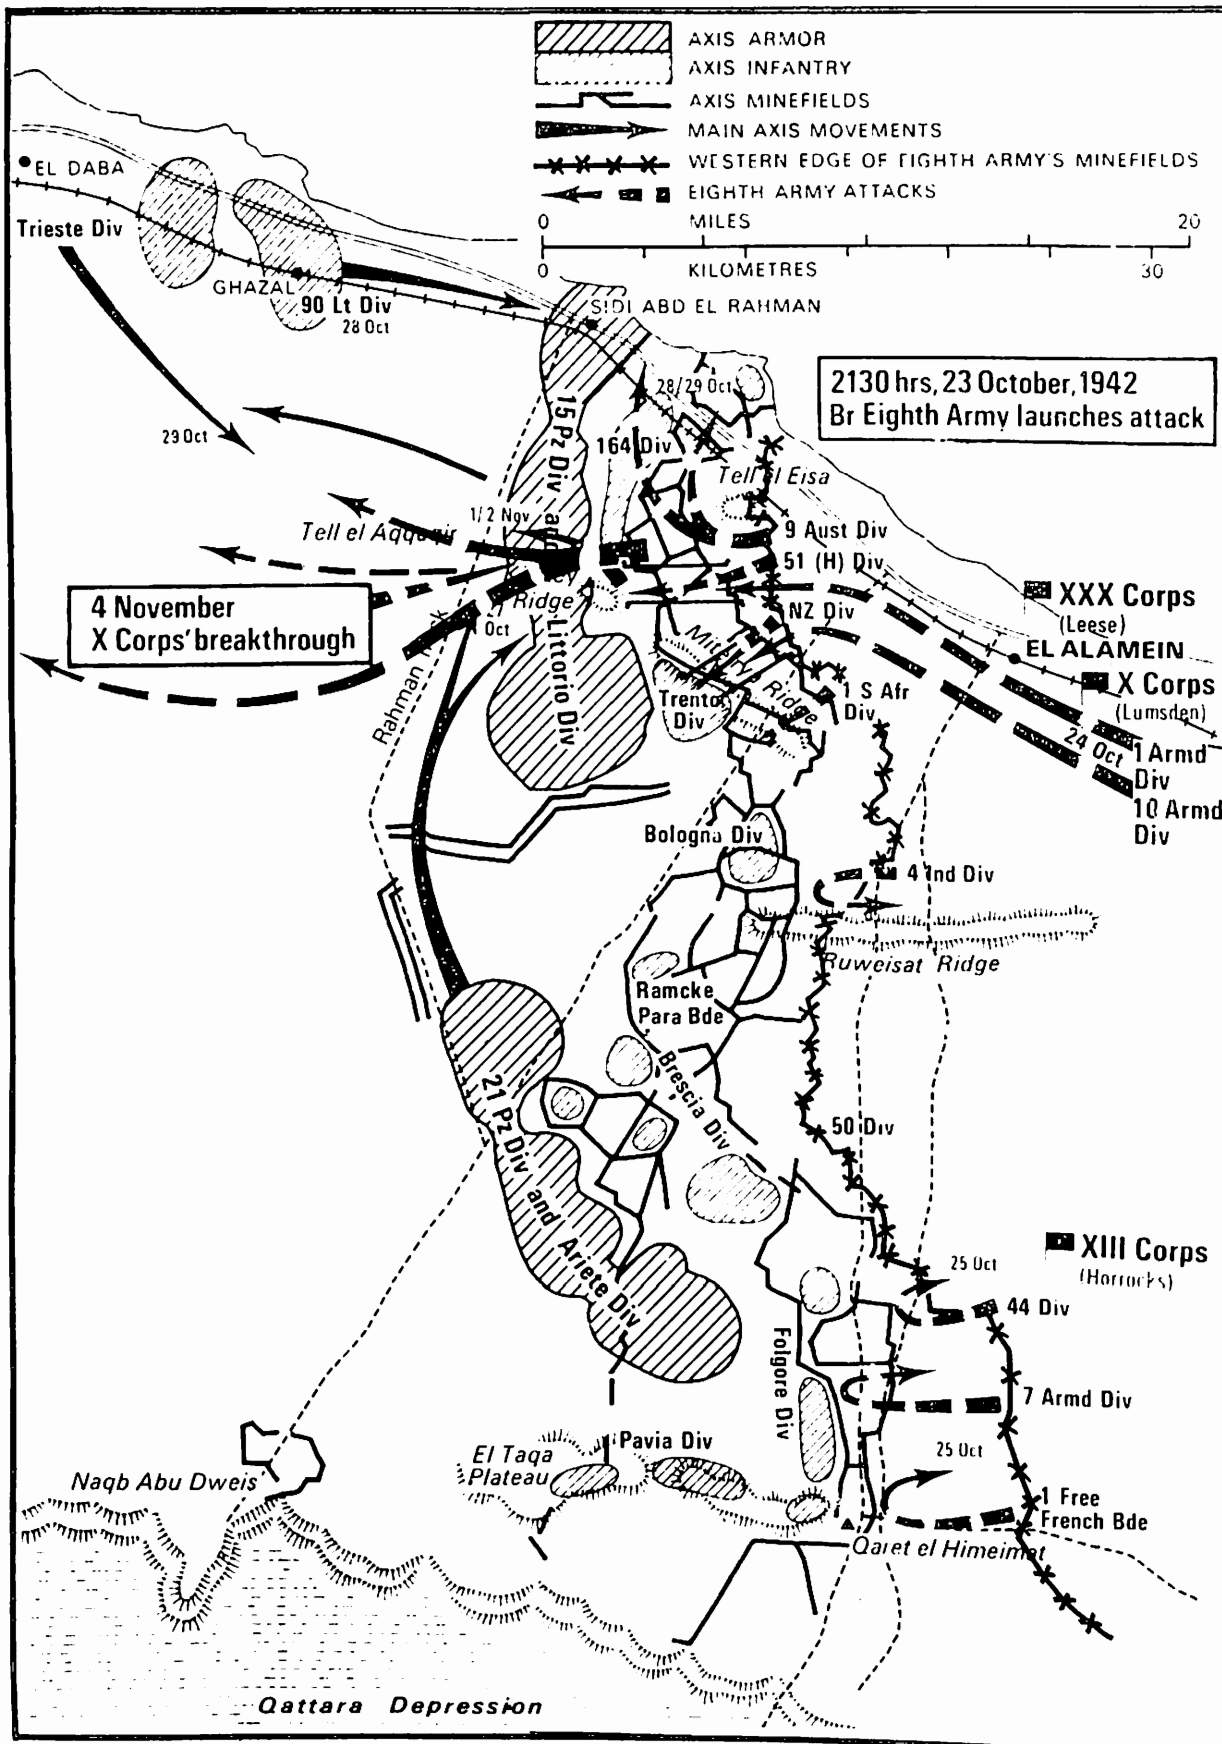 AXIS ARMOR
AXIS INFANTRY
AXIS MINEFIELDS
MAIN AXIS MOVEMENTS
WESTERN EDGE OF EIGHTH ARMY'S MINEFIELDS
EIGHTH ARMY ATTACKS
0 MILES 20
0 KILOMETRES 30
EL DABA
Trieste Div
GHAZAL
90 Lt Div
28 Oct
SIDI ABD EL RAHMAN
2130 hrs, 23 October, 1942
Br Eighth Army launches attack
28/29 Oct
29 Oct
15 Pz Div and
Littorio Div
164 Div
Tell el Eisa
1/2 Nov
Tell el Aqqaqir
9 Aust Div
51 (H) Div
4 November
X Corps' breakthrough
Ridge
Oct
NZ Div
XXX Corps
(Leese)
EL ALAMEIN
Miteirya Ridge
X Corps
(Lumsden)
Rahman
Trento
Div
1 S Afr
Div
24 Oct
1 Armd
Div
10 Armd
Div
Bologna Div
4 Ind Div
Ruweisat Ridge
Ramcke
Para Bde
Brescia Div
21 Pz Div and Ariete Div
50 Div
XIII Corps
(Horrocks)
25 Oct
44 Div
Folgore Div
7 Armd Div
25 Oct
Pavia Div
El Taqa
Plateau
Naqb Abu Dweis
1 Free
French Bde
Qaret el Himeimat
Qattara Depression